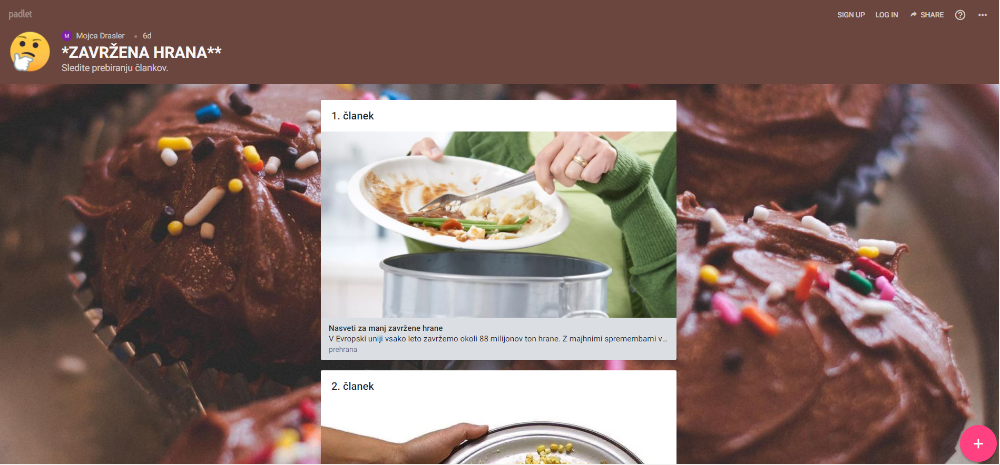 padlet
SIGN UP LOG IN SHARE
M Mojca Drasler • 6d
*ZAVRŽENA HRANA**
Sledite prebiranju člankov.
1. članek
Nasveti za manj zavržene hrane
V Evropski uniji vsako leto zavržemo okoli 88 milijonov ton hrane. Z majhnimi spremembami v...
prehrana
2. članek